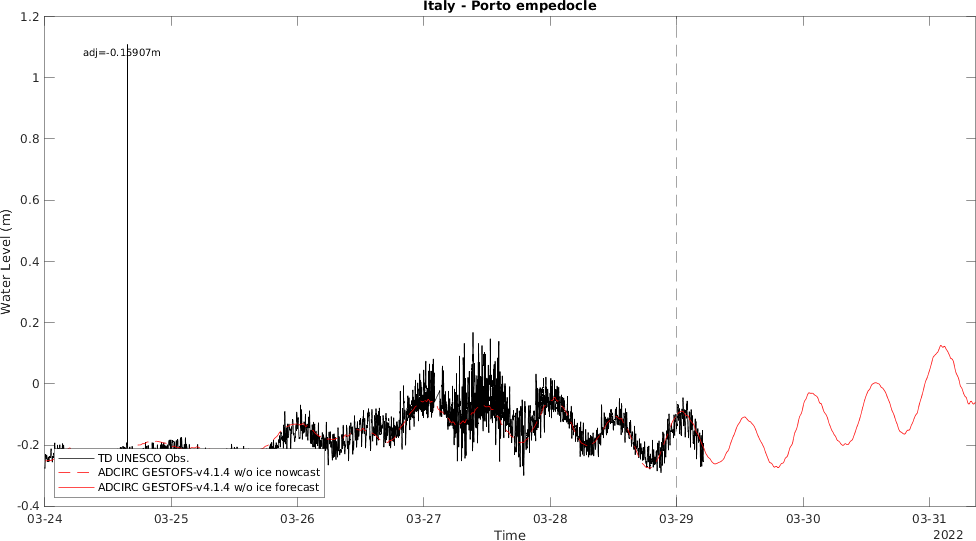 Italy - Porto empedocle
adj=-0.15907m
1.2
1
0.8
0.6
0.4
0.2
0
-0.2
-0.4
Water Level (m)
TD UNESCO Obs.
ADCIRC GESTOFS-v4.1.4 w/o ice nowcast
ADCIRC GESTOFS-v4.1.4 w/o ice forecast
03-24 03-25 03-26 03-27 03-28 03-29 03-30 03-31
Time
2022